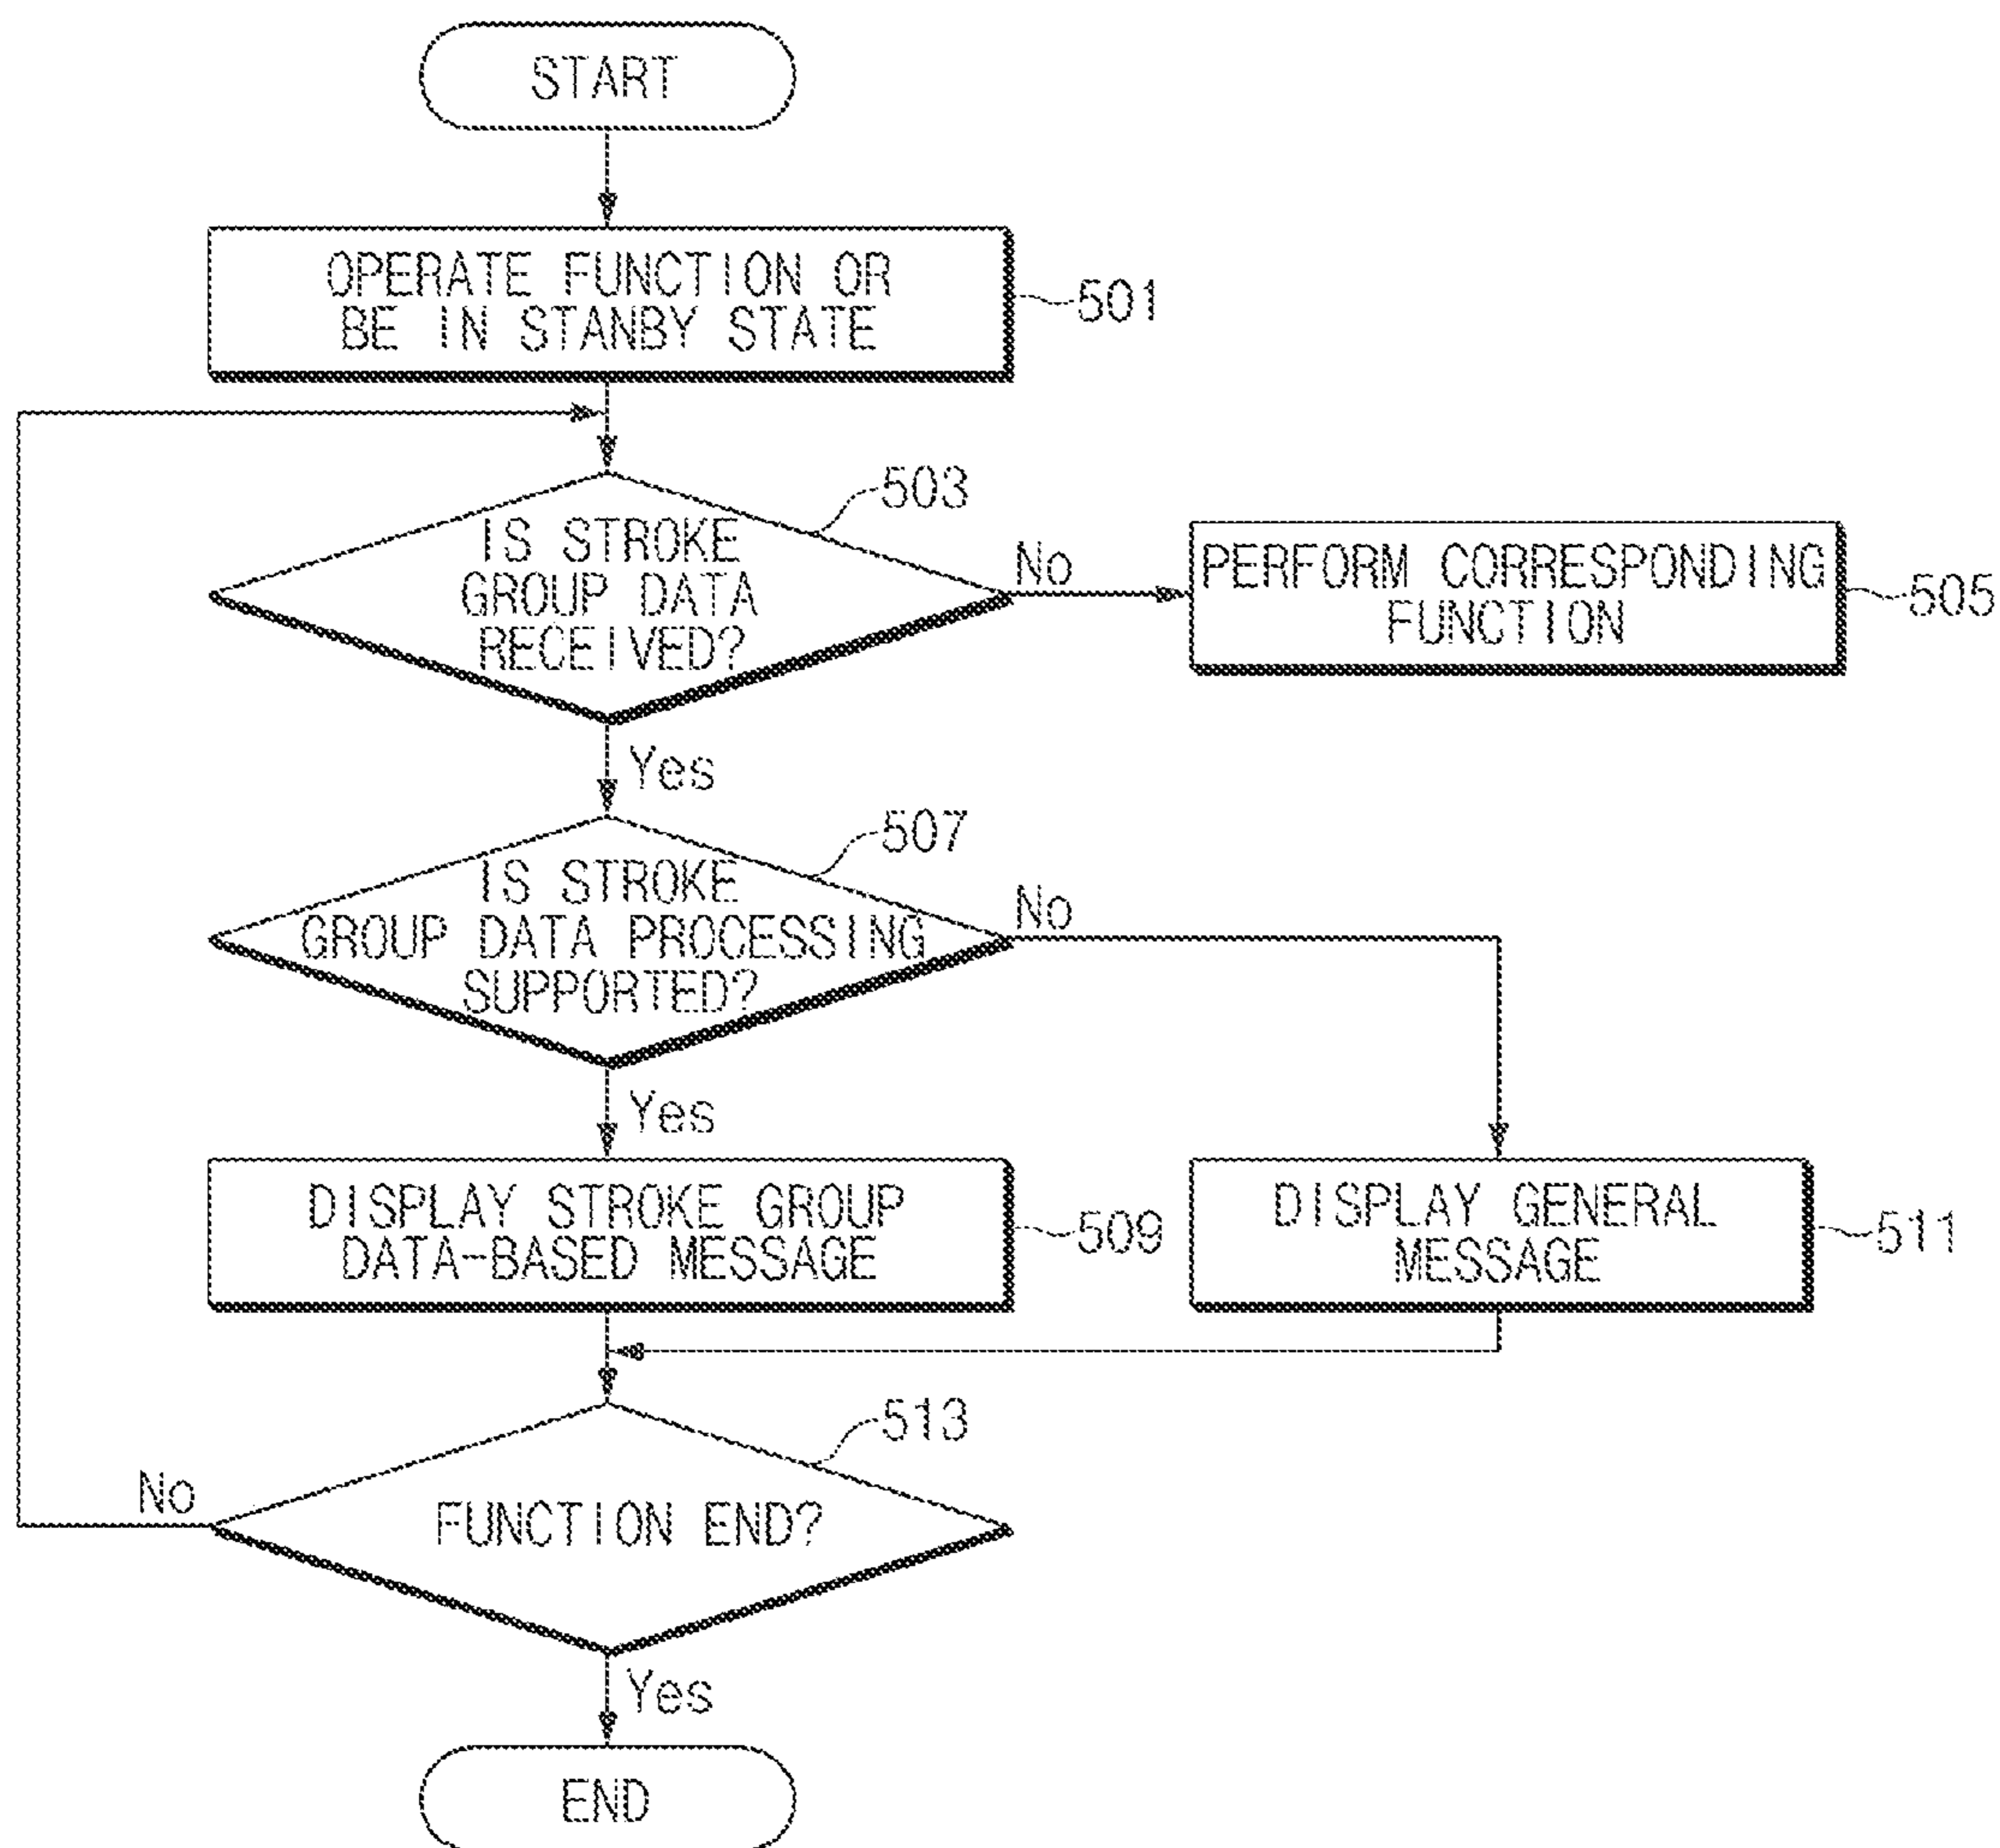 START
OPERATE FUNCTION OR
BE IN STANBY STATE
501
503
IS STROKE
GROUP DATA
RECEIVED?
No
PERFORM CORRESPONDING
FUNCTION
505
Yes
507
IS STROKE
GROUP DATA PROCESSING
SUPPORTED?
No
Yes
DISPLAY STROKE GROUP
DATA-BASED MESSAGE
509
DISPLAY GENERAL
MESSAGE
511
513
FUNCTION END?
No
Yes
END